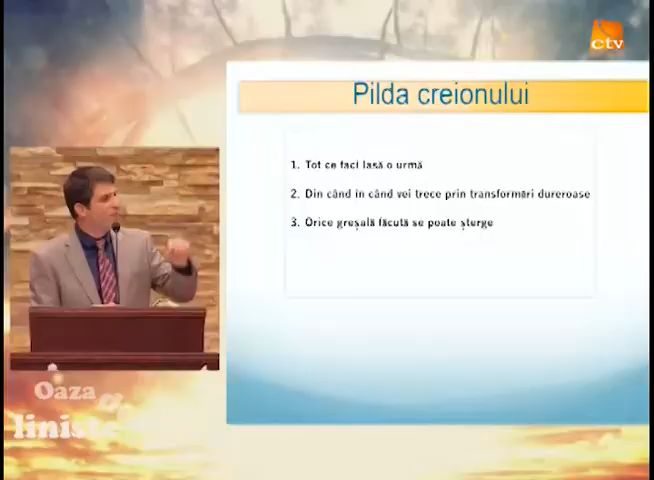 ctv
Pilda creionului
1. Tot ce faci lasă o urmă
2. Din când în când vei trece prin transformări dureroase
3. Orice greșală făcută se poate șterge
Oaza